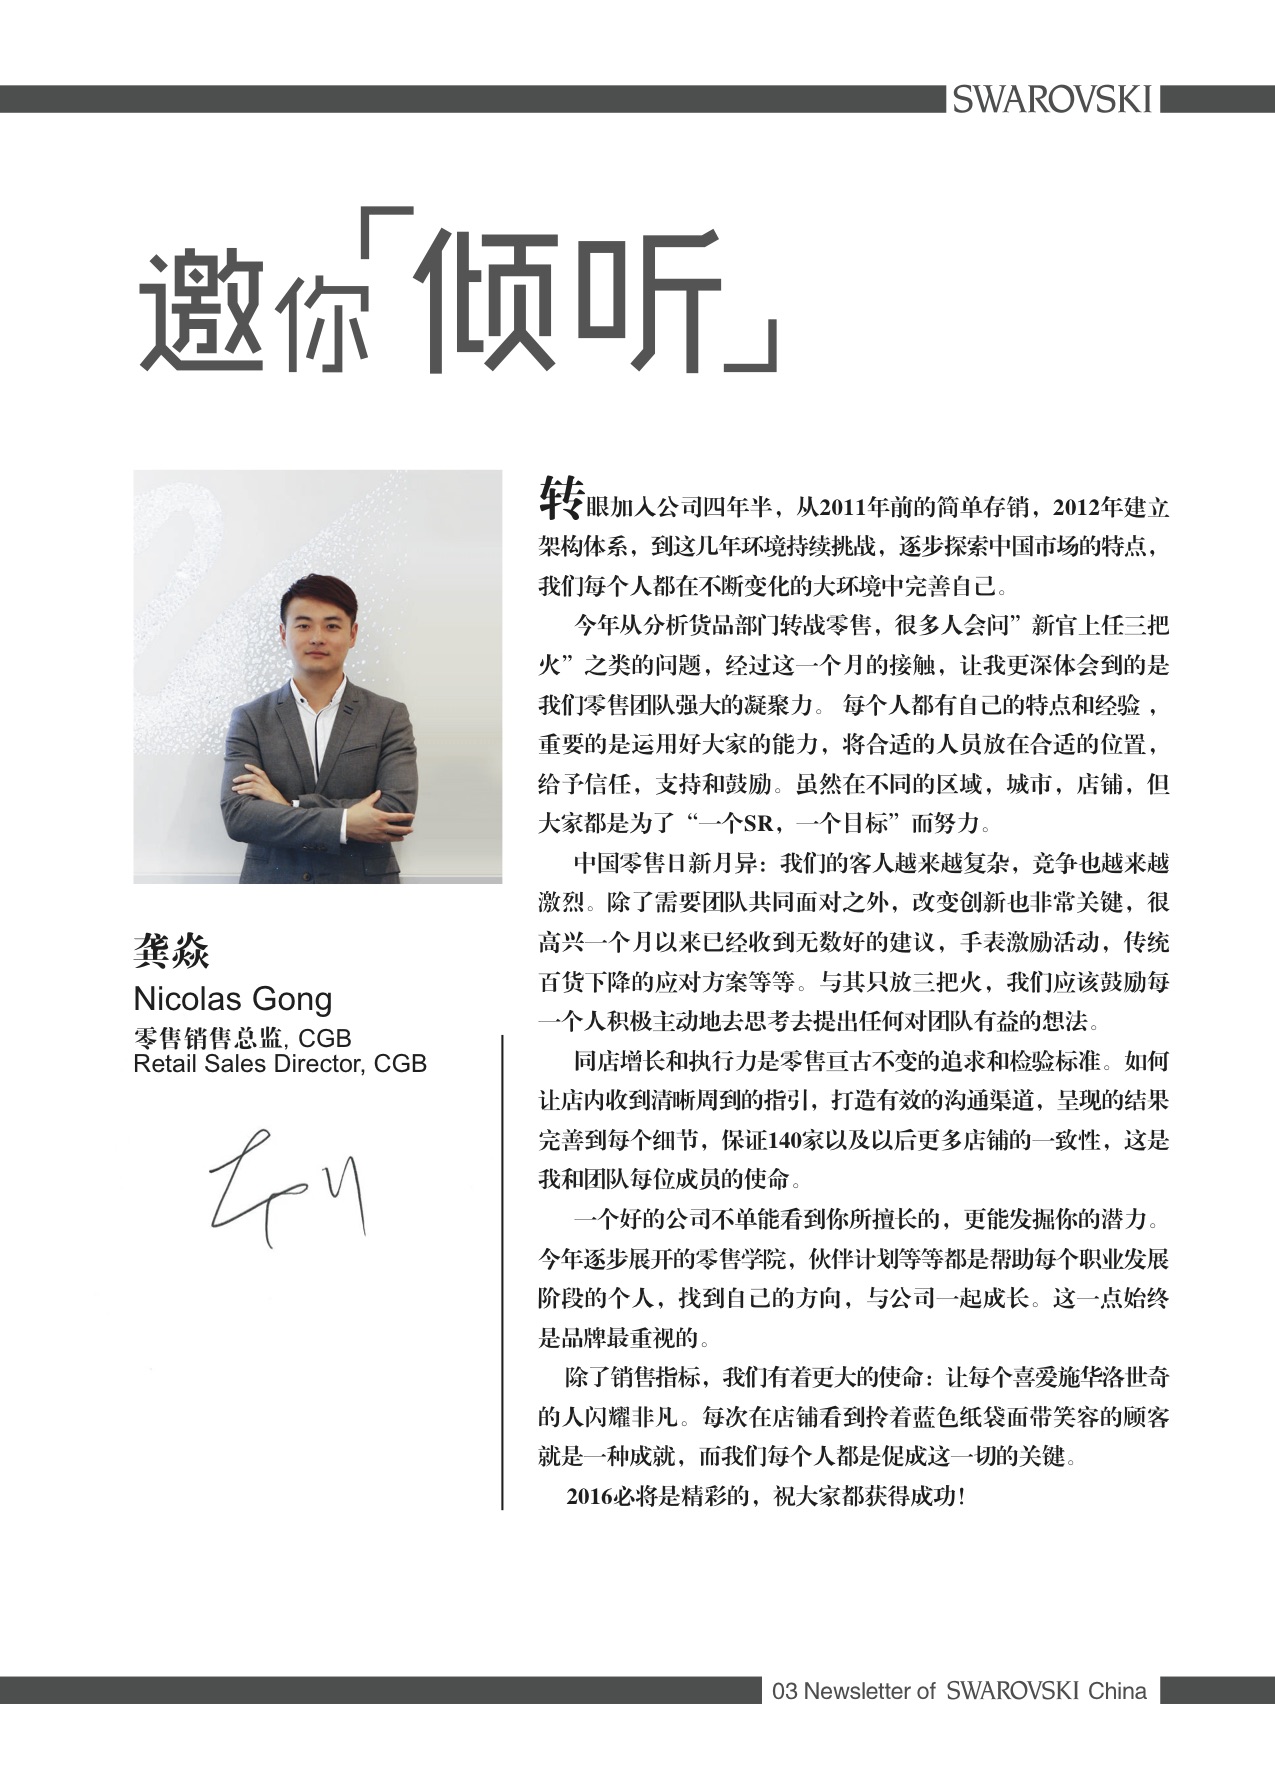 SWAROVSKI
邀你「倾听」
转眼加入公司四年半，从2011年前的简单存销，2012年建立
架构体系，到这几年环境持续挑战，逐步探索中国市场的特点，
我们每个人都在不断变化的大环境中完善自己。
今年从分析货品部门转战零售，很多人会问”新官上任三把
火”之类的问题，经过这一个月的接触，让我更深体会到的是
我们零售团队强大的凝聚力。 每个人都有自己的特点和经验 ，
重要的是运用好大家的能力，将合适的人员放在合适的位置，
给予信任，支持和鼓励。虽然在不同的区域，城市，店铺，但
大家都是为了“一个SR，一个目标”而努力。
中国零售日新月异：我们的客人越来越复杂，竞争也越来越
激烈。除了需要团队共同面对之外，改变创新也非常关键，很
高兴一个月以来已经收到无数好的建议，手表激励活动，传统
百货下降的应对方案等等。与其只放三把火，我们应该鼓励每
一个人积极主动地去思考去提出任何对团队有益的想法。
同店增长和执行力是零售亘古不变的追求和检验标准。如何
让店内收到清晰周到的指引，打造有效的沟通渠道，呈现的结果
完善到每个细节，保证140家以及以后更多店铺的一致性，这是
我和团队每位成员的使命。
一个好的公司不单能看到你所擅长的，更能发掘你的潜力。
今年逐步展开的零售学院，伙伴计划等等都是帮助每个职业发展
阶段的个人，找到自己的方向，与公司一起成长。这一点始终
是品牌最重视的。
除了销售指标，我们有着更大的使命：让每个喜爱施华洛世奇
的人闪耀非凡。每次在店铺看到拎着蓝色纸袋面带笑容的顾客
就是一种成就，而我们每个人都是促成这一切的关键。
2016必将是精彩的，祝大家都获得成功！
龚焱
Nicolas Gong
零售销售总监, CGB
Retail Sales Director, CGB
03 Newsletter of SWAROVSKI China